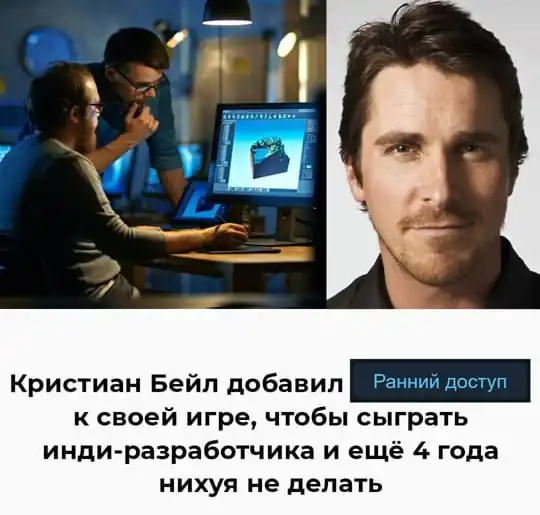 Кристиан Бейл добавил Ранний доступ
к своей игре, чтобы сыграть
инди-разработчика и ещё 4 года
нихуя не делать